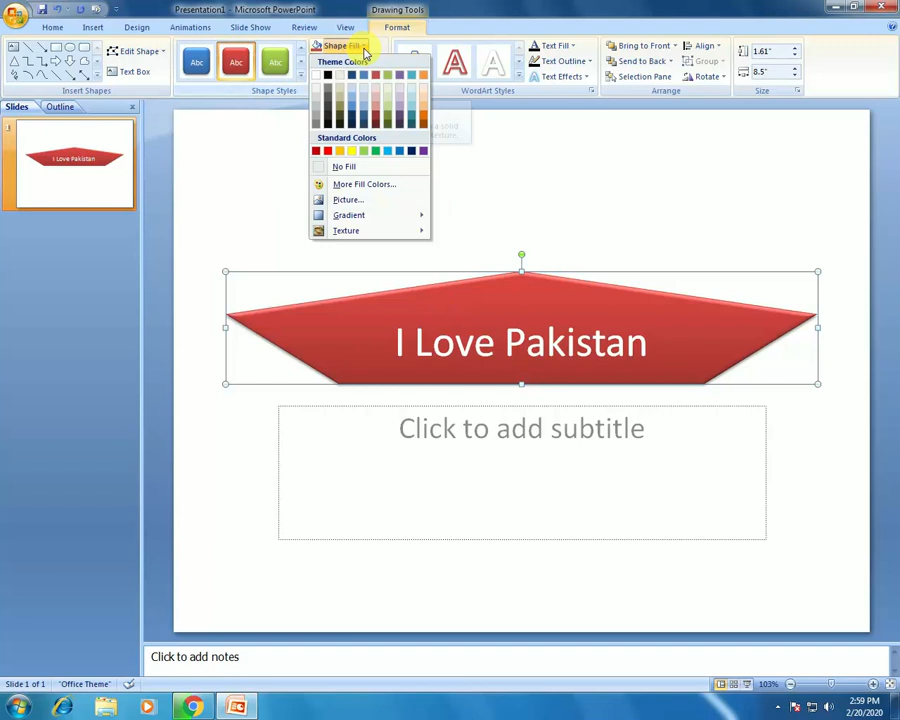 Presentation1 - Microsoft PowerPoint
Drawing Tools
Home Insert Design Animations Slide Show Review View Format
Edit Shape
Text Box
Insert Shapes
Abc Abc Abc
Shape Styles
Shape Fill
Theme Colors
Standard Colors
No Fill
More Fill Colors...
Picture...
Gradient
Texture
A A
Text Fill
Text Outline
Text Effects
WordArt Styles
Bring to Front
Send to Back
Selection Pane
Align
Group
Rotate
Arrange
1.61"
8.5"
Size
Slides Outline
1
I Love Pakistan
I Love Pakistan
Click to add subtitle
Click to add notes
Slide 1 of 1 "Office Theme"
103%
2:59 PM
2/20/2020